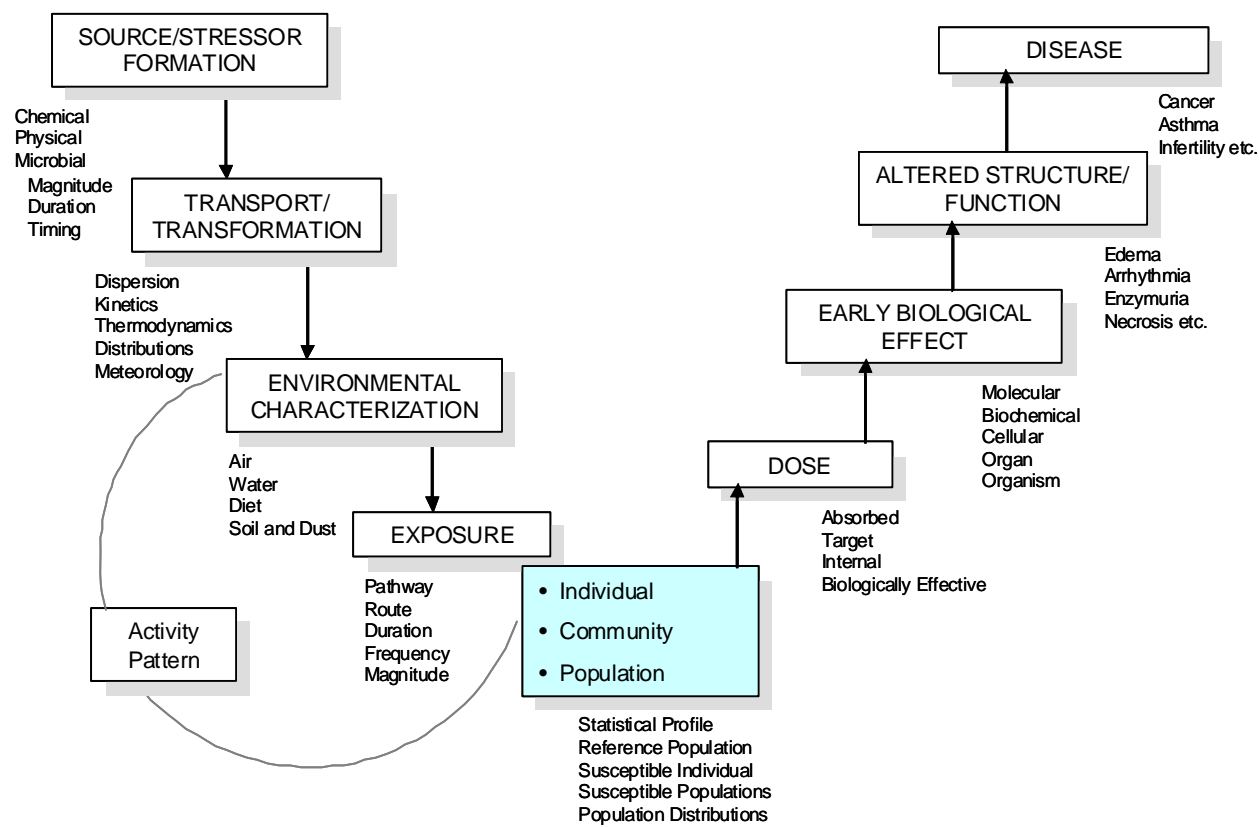 SOURCE/STRESSOR
FORMATION
Chemical
Physical
Microbial
Magnitude
Duration
Timing
TRANSPORT/
TRANSFORMATION
Dispersion
Kinetics
Thermodynamics
Distributions
Meteorology
ENVIRONMENTAL
CHARACTERIZATION
Air
Water
Diet
Soil and Dust
EXPOSURE
Pathway
Route
Duration
Frequency
Magnitude
Activity
Pattern
• Individual
• Community
• Population
Statistical Profile
Reference Population
Susceptible Individual
Susceptible Populations
Population Distributions
DOSE
Absorbed
Target
Internal
Biologically Effective
EARLY BIOLOGICAL
EFFECT
Molecular
Biochemical
Cellular
Organ
Organism
ALTERED STRUCTURE/
FUNCTION
Edema
Arrhythmia
Enzymuria
Necrosis etc.
DISEASE
Cancer
Asthma
Infertility etc.